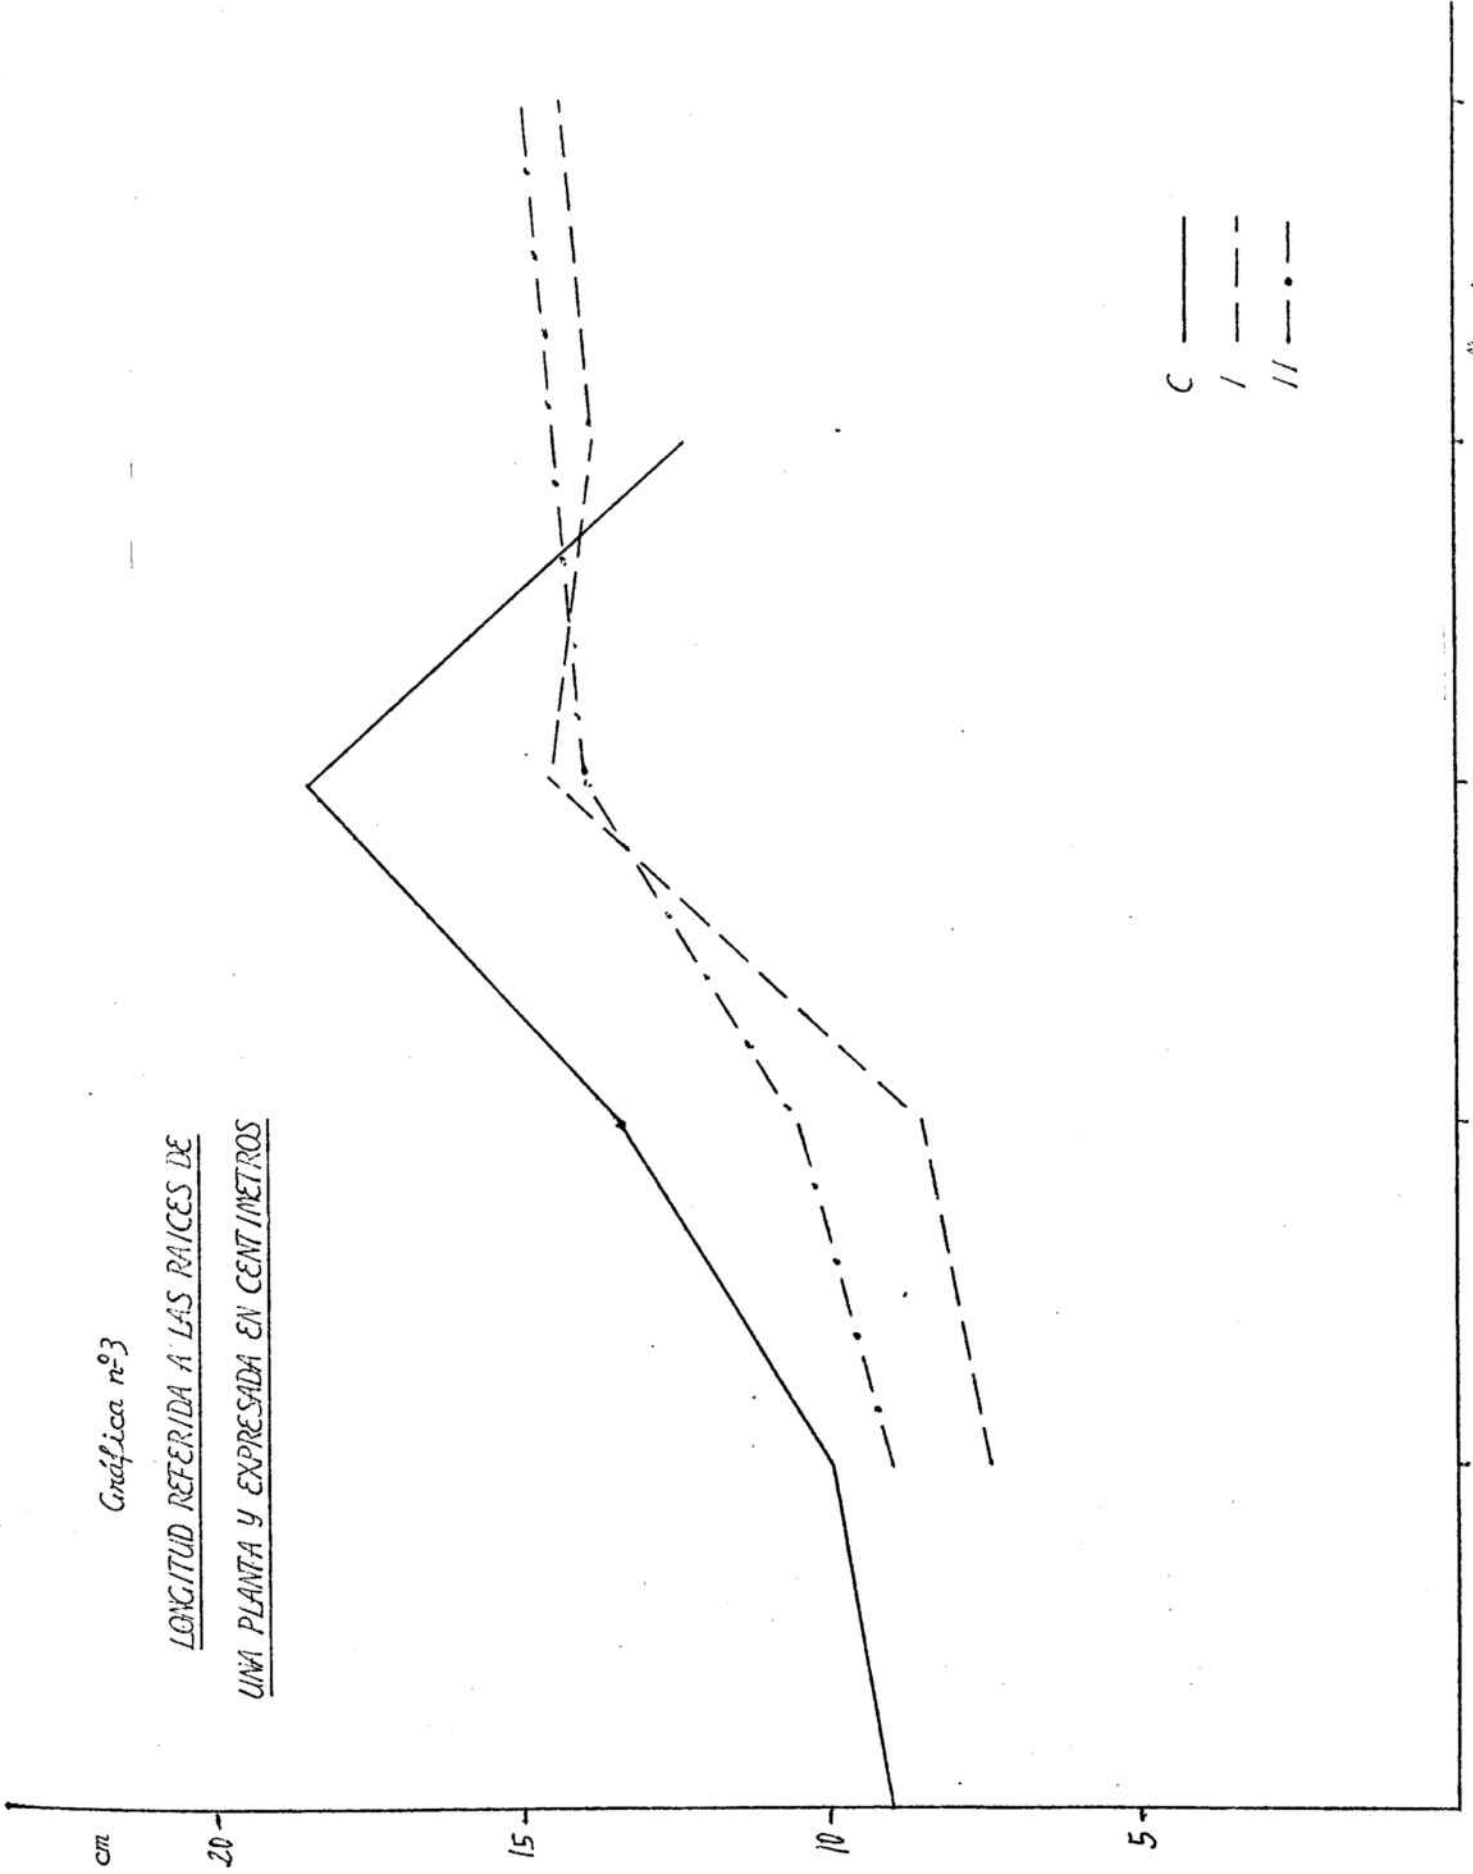 Gráfica nº3
LONGITUD REFERIDA A LAS RAICES DE
UNA PLANTA Y EXPRESADA EN CENTIMETROS
cm
20
15
10
5
C
I
II